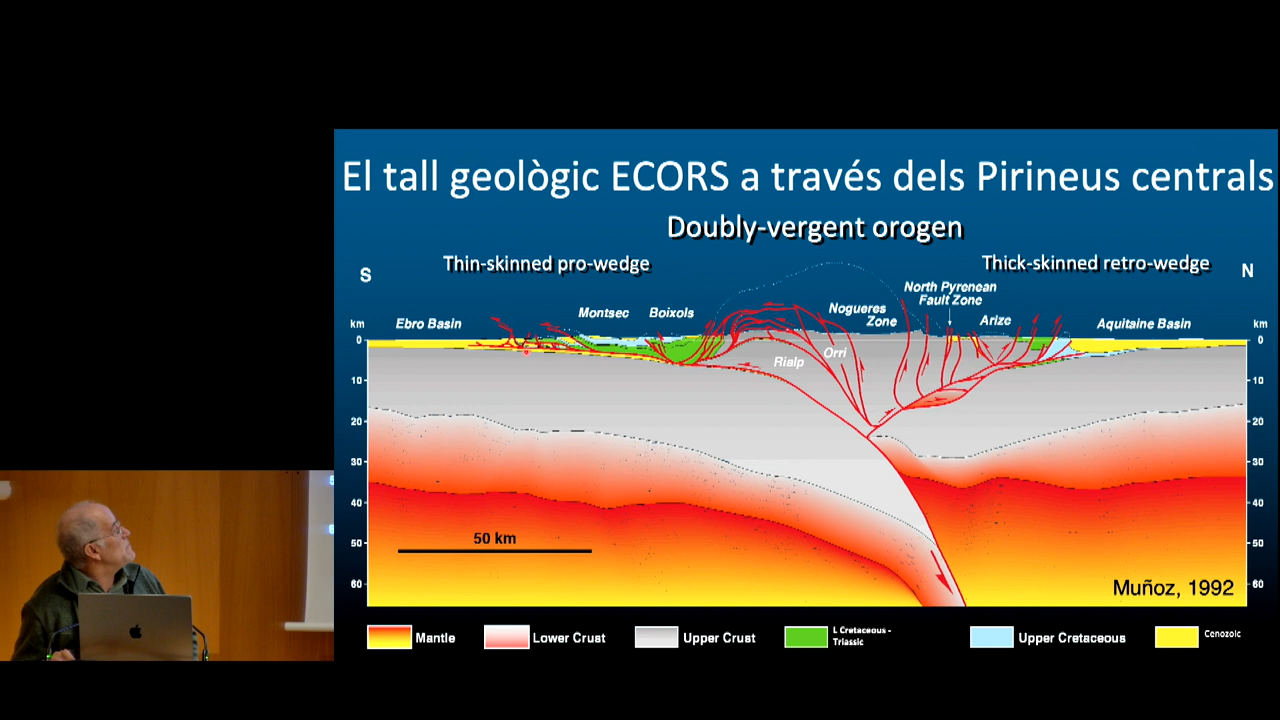 El tall geològic ECORS a través dels Pirineus centrals
Doubly-vergent orogen
Thin-skinned pro-wedge
Thick-skinned retro-wedge
S
N
North Pyrenean
Fault Zone
Montsec
Boixols
Nogueres
Zone
Arize
km
Ebro Basin
Aquitaine Basin
km
0
0
Rialp
Orri
10
10
20
20
30
30
40
40
50 km
50
50
60
60
Muñoz, 1992
Mantle
Lower Crust
Upper Crust
L Cretaceous -
Triassic
Upper Cretaceous
Cenozoic